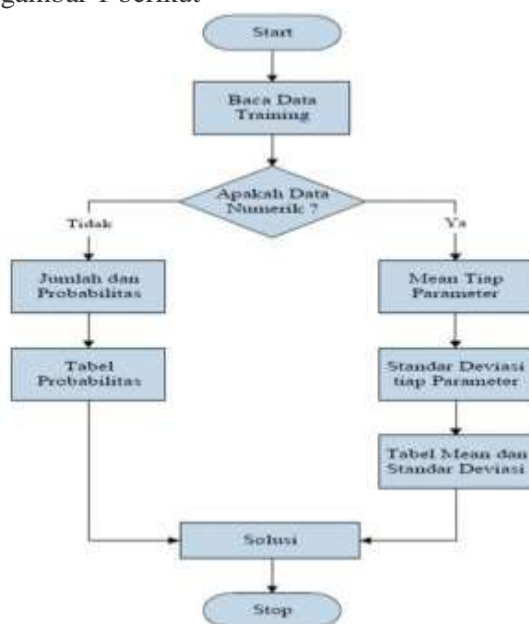 gambar 1 berikut
Start
Baca Data
Training
Apakah Data
Numerik ?
Tidak
Ya
Jumlah dan
Probabilitas
Mean Tiap
Parameter
Tabel
Probabilitas
Standar Deviasi
tiap Parameter
Tabel Mean dan
Standar Deviasi
Solusi
Stop